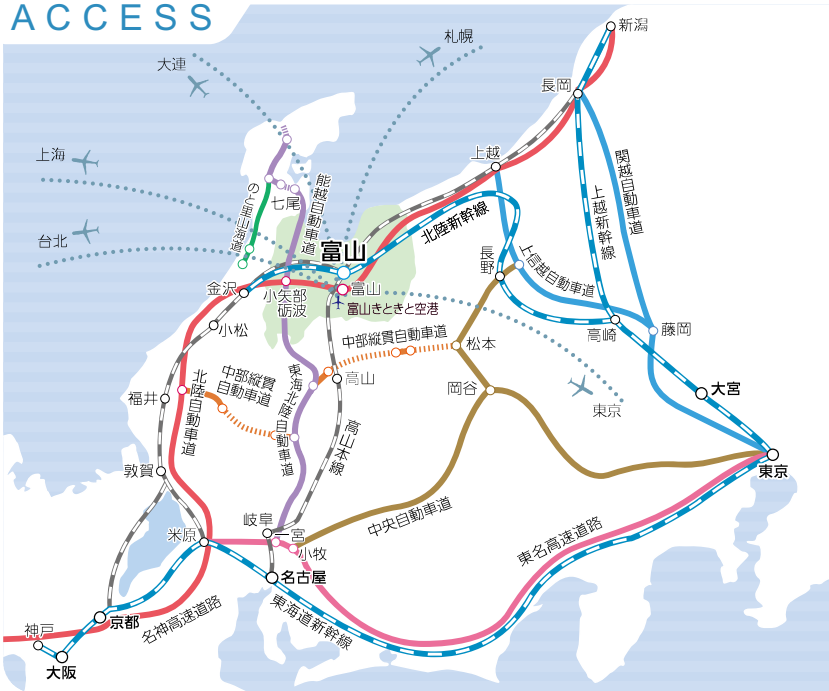 ACCESS
新潟
札幌
大連
長岡
上海
上越
関越自動車道
能越自動車道
七尾
のと里山海道
上越新幹線
北陸新幹線
台北
富山
長野
上信越自動車道
金沢
小矢部
砺波
富山
富山きときと空港
小松
中部縦貫自動車道
松本
高崎
藤岡
中部縦貫
自動車道
東海北陸自動車道
高山
岡谷
東京
大宮
福井
北陸自動車道
高山本線
敦賀
東京
岐阜
一宮
中央自動車道
米原
小牧
東名高速道路
名古屋
京都
名神高速道路
東海道新幹線
神戸
大阪